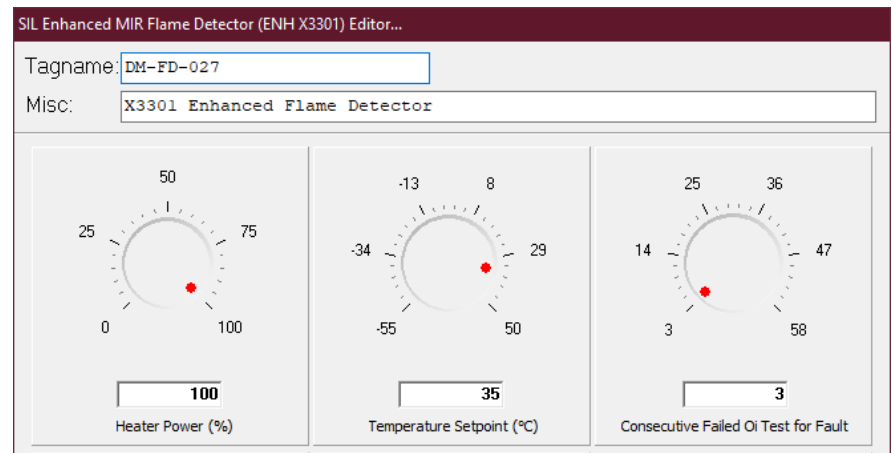 SIL Enhanced MIR Flame Detector (ENH X3301) Editor...
Tagname: DM-FD-027
Misc: X3301 Enhanced Flame Detector
0 25 50 75 100
100
Heater Power (%)
-55 -34 -13 8 29 50
35
Temperature Setpoint (°C)
3 14 25 36 47 58
3
Consecutive Failed Oi Test for Fault